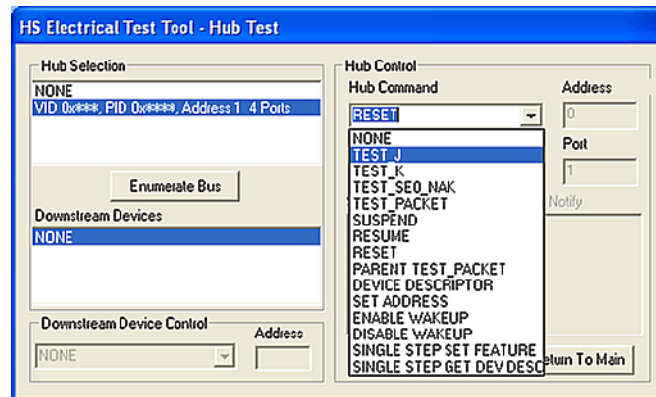 HS Electrical Test Tool - Hub Test
Hub Selection
NONE
VID 0x***, PID 0x****, Address 1 4 Ports
Enumerate Bus
Downstream Devices
NONE
Downstream Device Control
Address
NONE
Hub Control
Hub Command
Address
RESET
0
Port
1
NONE
TEST_J
TEST_K
TEST_SE0_NAK
TEST_PACKET
SUSPEND
RESUME
RESET
PARENT TEST_PACKET
DEVICE DESCRIPTOR
SET ADDRESS
ENABLE WAKEUP
DISABLE WAKEUP
SINGLE STEP SET FEATURE
SINGLE STEP GET DEV DESC
Notify
eturn To Main